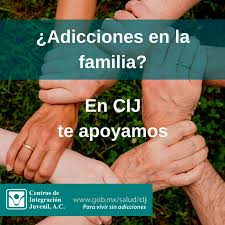 ¿Adicciones en la
familia?
En CIJ
te apoyamos
Centros de
Integración
Juvenil, A.C.
www.gob.mx/salud/cij
Para vivir sin adicciones